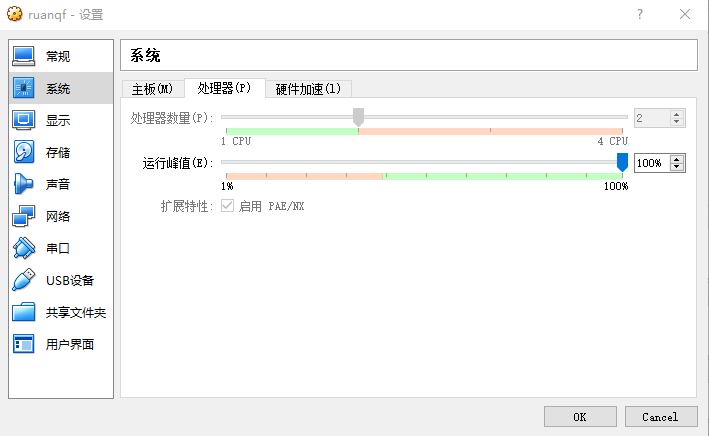 ruanqf - 设置
常规
系统
显示
存储
声音
网络
串口
USB设备
共享文件夹
用户界面
系统
主板(M) 处理器(P) 硬件加速(l)
处理器数量(P): 2
1 CPU 4 CPU
运行峰值(E): 100%
1% 100%
扩展特性: 启用 PAE/NX
OK Cancel